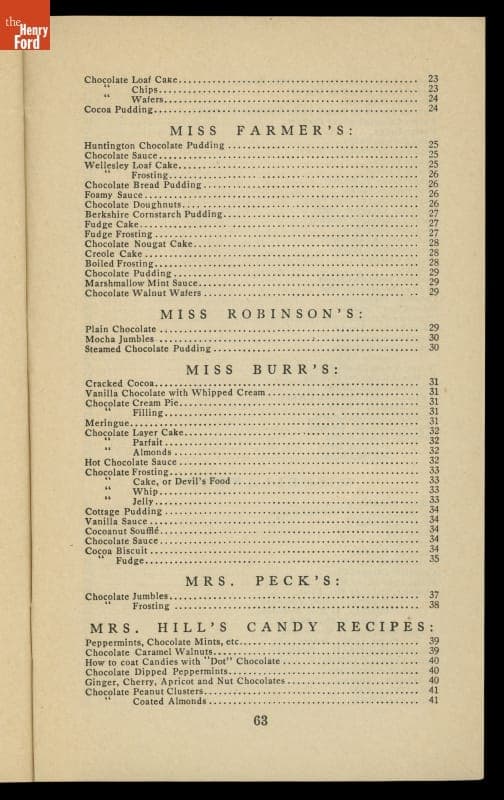 the
Henry
Ford
Chocolate Loaf Cake........................................ 23
" Chips........................................ 23
" Wafers........................................ 24
Cocoa Pudding........................................ 24
MISS FARMER'S:
Huntington Chocolate Pudding ........................................ 25
Chocolate Sauce........................................ 25
Wellesley Loaf Cake........................................ 25
" Frosting........................................ 26
Chocolate Bread Pudding........................................ 26
Foamy Sauce........................................ 26
Chocolate Doughnuts........................................ 26
Berkshire Cornstarch Pudding........................................ 27
Fudge Cake........................................ 27
Fudge Frosting........................................ 27
Chocolate Nougat Cake........................................ 28
Creole Cake ........................................ 28
Boiled Frosting........................................ 28
Chocolate Pudding ........................................ 29
Marshmallow Mint Sauce........................................ 29
Chocolate Walnut Wafers ........................................ 29
MISS ROBINSON'S:
Plain Chocolate ........................................ 29
Mocha Jumbles ........................................ 30
Steamed Chocolate Pudding ........................................ 30
MISS BURR'S:
Cracked Cocoa........................................ 31
Vanilla Chocolate with Whipped Cream ........................................ 31
Chocolate Cream Pie........................................ 31
" Filling........................................ 31
Meringue........................................ 31
Chocolate Layer Cake........................................ 32
" Parfait ........................................ 32
" Almonds ........................................ 32
Hot Chocolate Sauce ........................................ 32
Chocolate Frosting........................................ 33
" Cake, or Devil's Food ........................................ 33
" Whip........................................ 33
" Jelly........................................ 33
Cottage Pudding ........................................ 34
Vanilla Sauce ........................................ 34
Cocoanut Soufflé........................................ 34
Chocolate Sauce........................................ 34
Cocoa Biscuit ........................................ 34
" Fudge........................................ 35
MRS. PECK'S:
Chocolate Jumbles........................................ 37
" Frosting ........................................ 38
MRS. HILL'S CANDY RECIPES:
Peppermints, Chocolate Mints, etc........................................ 39
Chocolate Caramel Walnuts........................................ 39
How to coat Candies with "Dot" Chocolate ........................................ 40
Chocolate Dipped Peppermints........................................ 40
Ginger, Cherry, Apricot and Nut Chocolates ........................................ 40
Chocolate Peanut Clusters........................................ 41
" Coated Almonds ........................................ 41
63